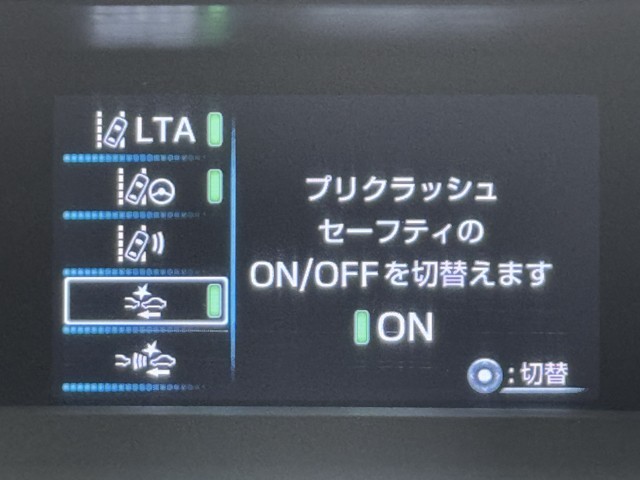 LTA
プリクラッシュ
セーフティの
ON/OFFを切替えます
ON
:切替